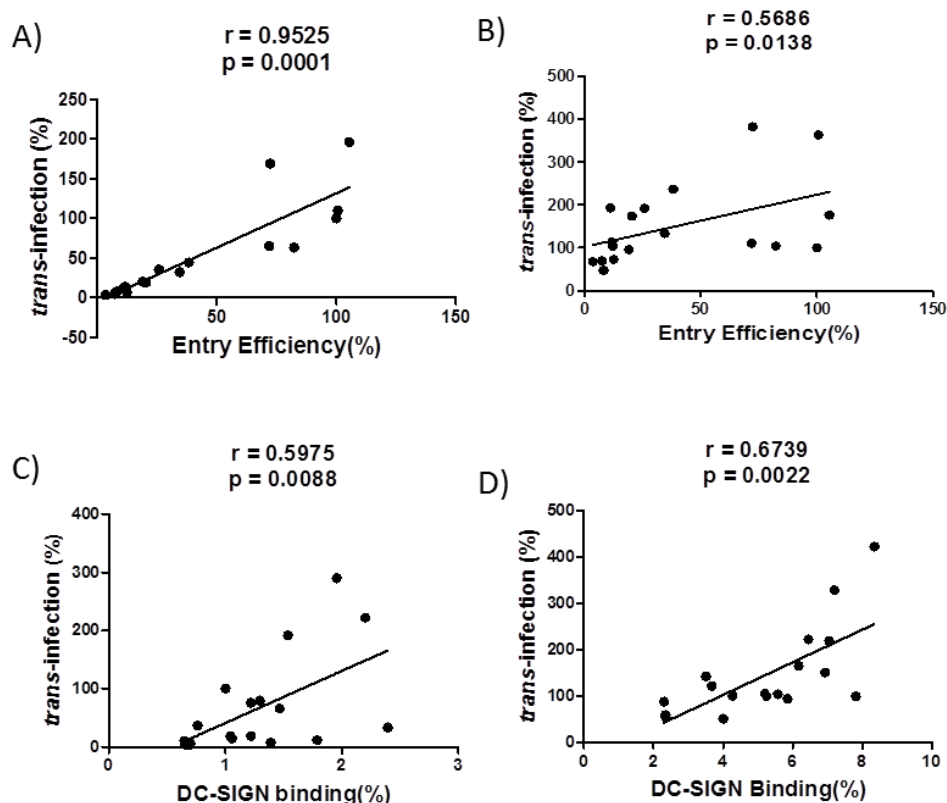 A)
r = 0.9525
p = 0.0001
250
200
150
100
50
0
-50
trans-infection (%)
50
100
150
Entry Efficiency(%)
B)
r = 0.5686
p = 0.0138
500
400
300
200
100
0
trans-infection (%)
0
50
100
150
Entry Efficiency(%)
C)
r = 0.5975
p = 0.0088
400
300
200
100
0
trans-infection (%)
0
1
2
3
DC-SIGN binding(%)
D)
r = 0.6739
p = 0.0022
500
400
300
200
100
0
trans-infection (%)
0
2
4
6
8
10
DC-SIGN Binding(%)